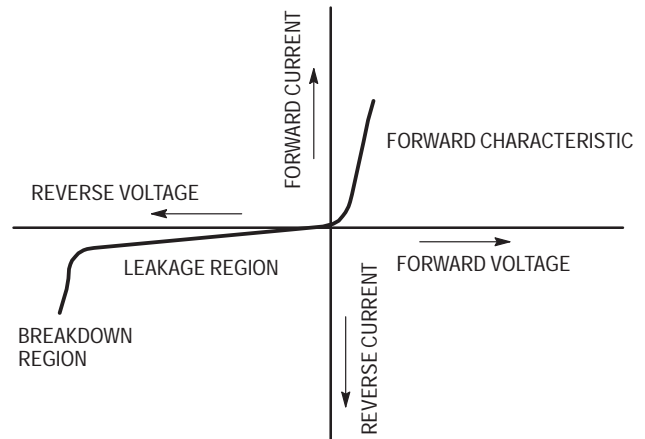 FORWARD CURRENT
FORWARD CHARACTERISTIC
REVERSE VOLTAGE
LEAKAGE REGION
FORWARD VOLTAGE
BREAKDOWN
REGION
REVERSE CURRENT